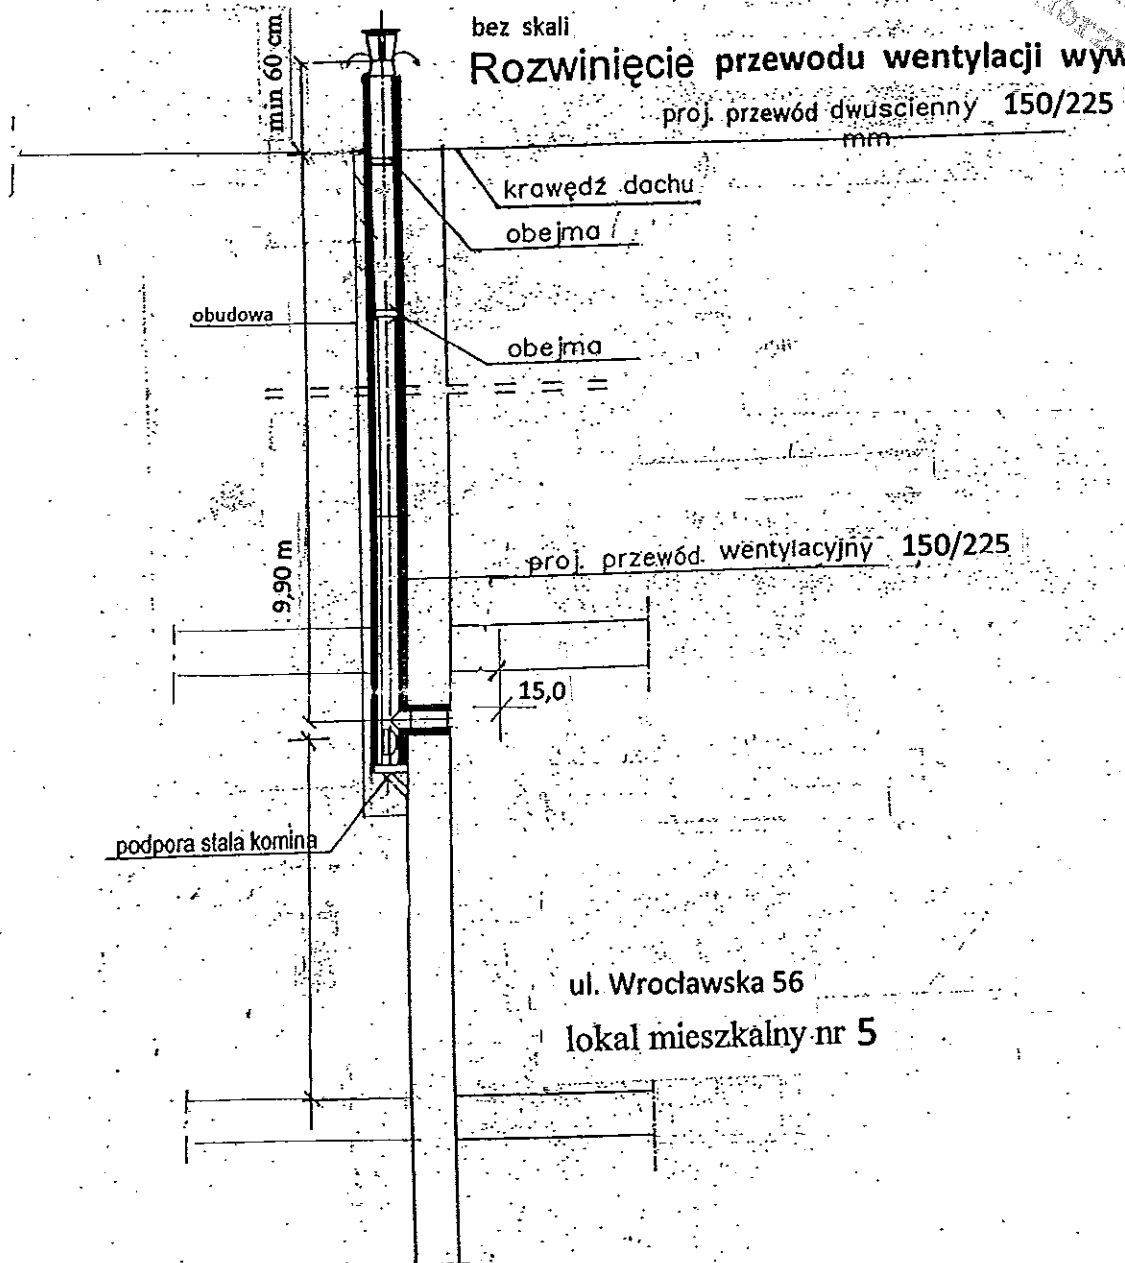 bez skali
Rozwinięcie przewodu wentylacji wyw
proj. przewód dwuscienny 150/225
mm
min 60 cm
krawędź dachu
obejma
obudowa
obejma
9,90 m
proj. przewód wentylacyjny 150/225
15,0
podpora stala komina
ul. Wrocławska 56
lokal mieszkalny nr 5